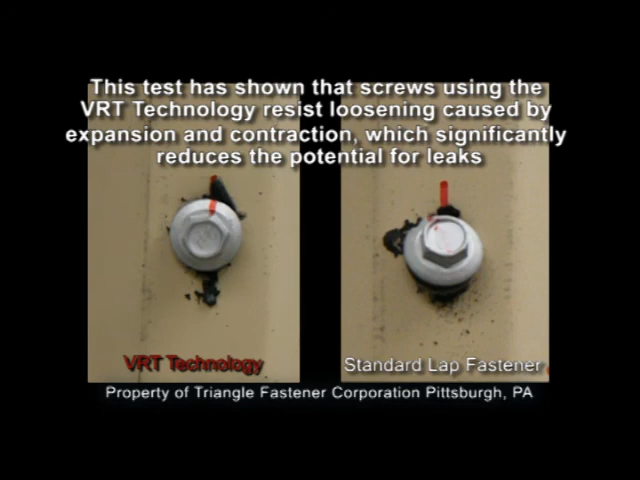 This test has shown that screws using the
VRT Technology resist loosening caused by
expansion and contraction, which significantly
reduces the potential for leaks
VRT Technology
Standard Lap Fastener
Property of Triangle Fastener Corporation Pittsburgh, PA